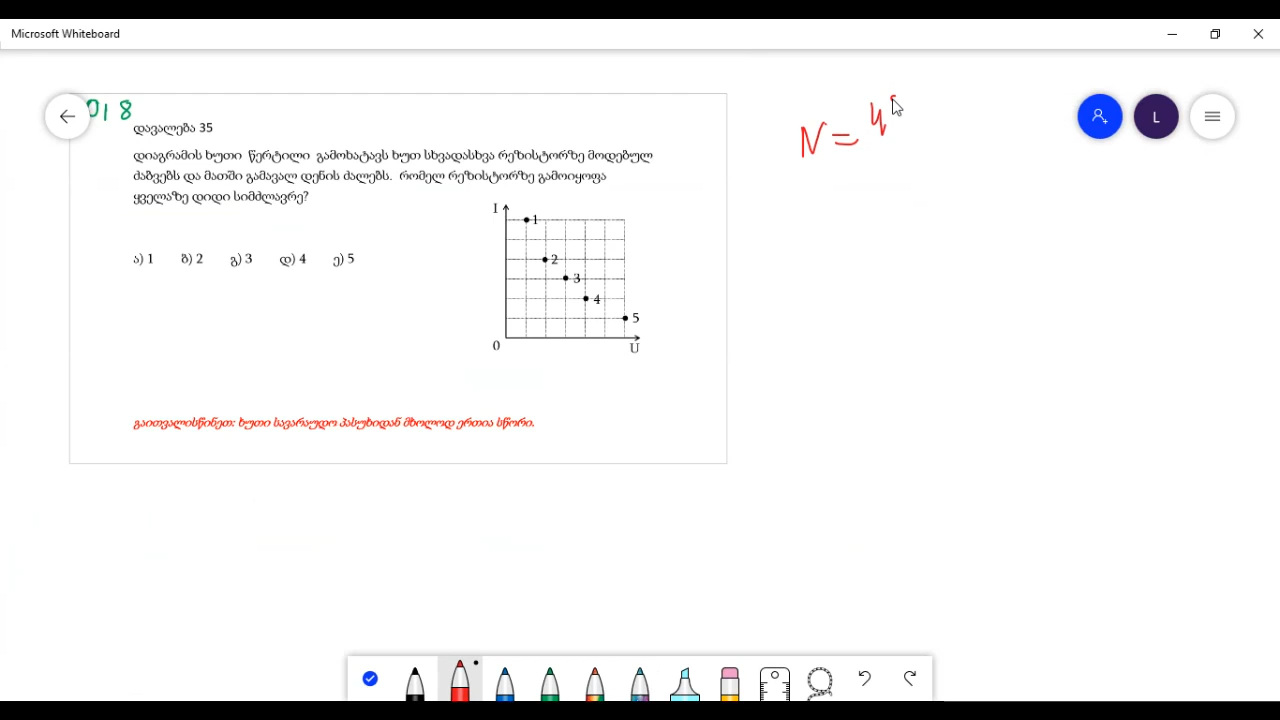 Microsoft Whiteboard
018
დავალება 35
დიაგრამის ხუთი წერტილი გამოხატავს ხუთ სხვადასხვა რეზისტორზე მოდებულ
ძაბვებს და მათში გამავალ დენის ძალებს. რომელ რეზისტორზე გამოიყოფა
ყველაზე დიდი სიმძლავრე?
ა) 1 ბ) 2 გ) 3 დ) 4 ე) 5
I
1
2
3
4
5
0
U
გაითვალისწინეთ: ხუთი სავარაუდო პასუხიდან მხოლოდ ერთია სწორი.
N =
L